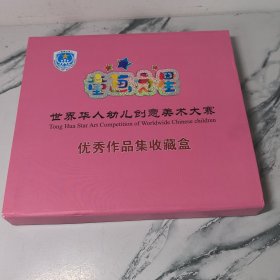 童画之星
世界华人幼儿创意美术大赛
Tong Hua Star Art Competition of Worldwide Chinese children
优秀作品集收藏盒